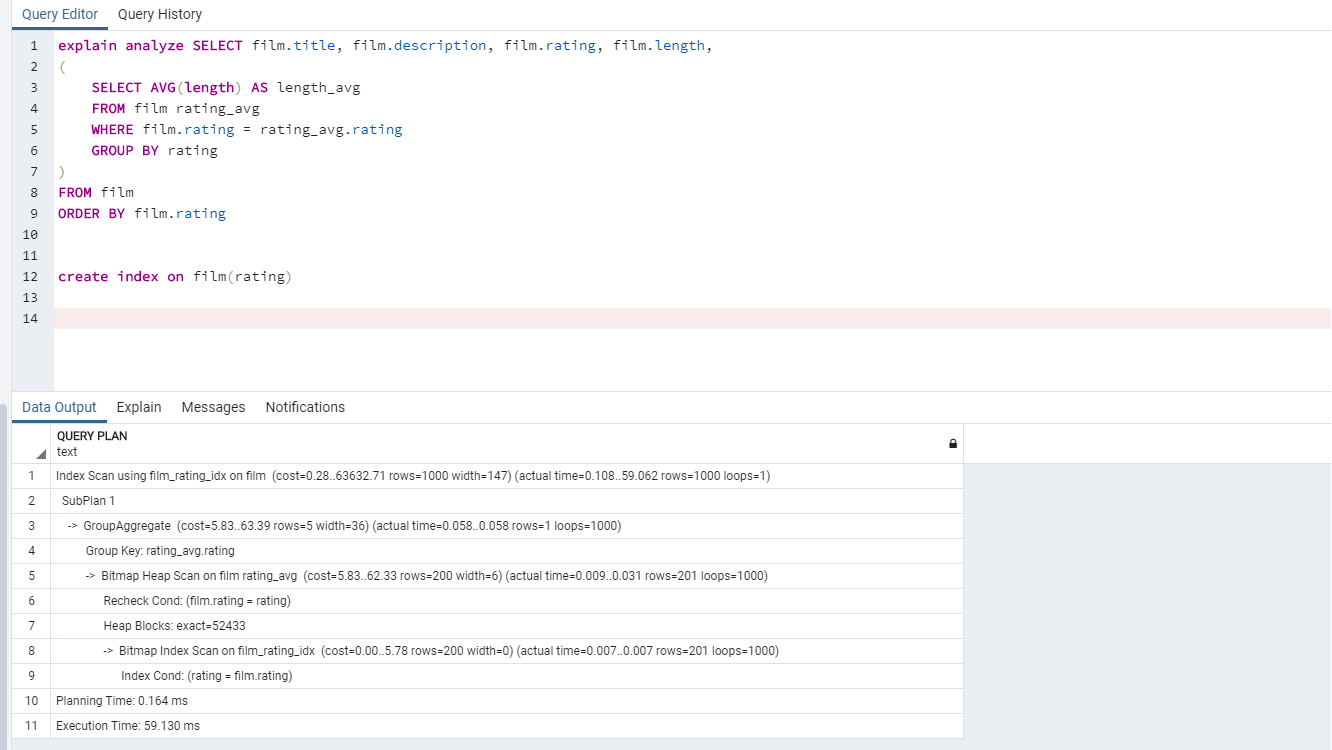 Query Editor Query History
1 explain analyze SELECT film.title, film.description, film.rating, film.length,
2 (
3 SELECT AVG(length) AS length_avg
4 FROM film rating_avg
5 WHERE film.rating = rating_avg.rating
6 GROUP BY rating
7 )
8 FROM film
9 ORDER BY film.rating
10
11
12 create index on film(rating)
13
14
Data Output Explain Messages Notifications
QUERY PLAN
text
1 Index Scan using film_rating_idx on film (cost=0.28..63632.71 rows=1000 width=147) (actual time=0.108..59.062 rows=1000 loops=1)
2 SubPlan 1
3 -> GroupAggregate (cost=5.83..63.39 rows=5 width=36) (actual time=0.058..0.058 rows=1 loops=1000)
4 Group Key: rating_avg.rating
5 -> Bitmap Heap Scan on film rating_avg (cost=5.83..62.33 rows=200 width=6) (actual time=0.009..0.031 rows=201 loops=1000)
6 Recheck Cond: (film.rating = rating)
7 Heap Blocks: exact=52433
8 -> Bitmap Index Scan on film_rating_idx (cost=0.00..5.78 rows=200 width=0) (actual time=0.007..0.007 rows=201 loops=1000)
9 Index Cond: (rating = film.rating)
10 Planning Time: 0.164 ms
11 Execution Time: 59.130 ms